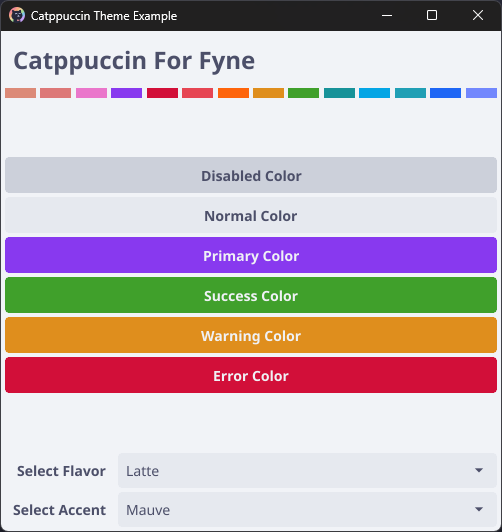 Catppuccin Theme Example
Catppuccin For Fyne
Disabled Color
Normal Color
Primary Color
Success Color
Warning Color
Error Color
Select Flavor Latte
Select Accent Mauve